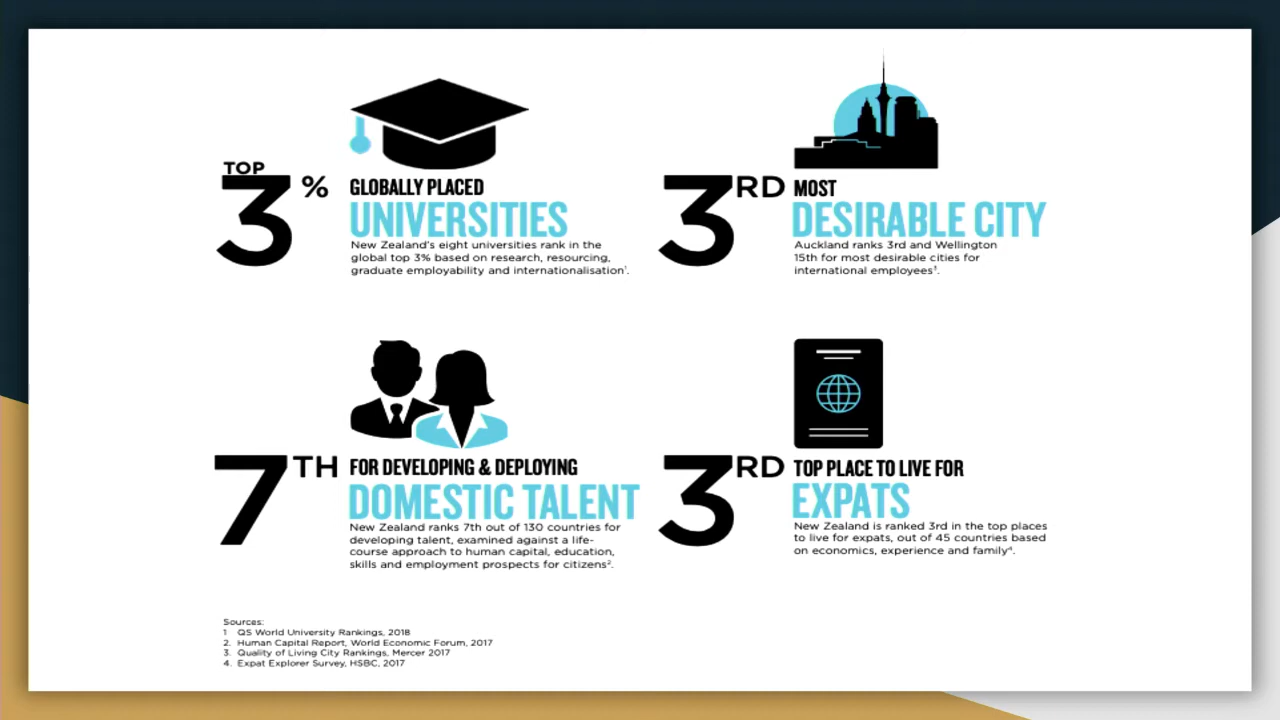 TOP
3 %
GLOBALLY PLACED
UNIVERSITIES
New Zealand's eight universities rank in the
global top 3% based on research, resourcing,
graduate employability and internationalisation¹.
3RD
MOST
DESIRABLE CITY
Auckland ranks 3rd and Wellington
15th for most desirable cities for
international employees³.
7TH
FOR DEVELOPING & DEPLOYING
DOMESTIC TALENT
New Zealand ranks 7th out of 130 countries for
developing talent, examined against a life-
course approach to human capital, education,
skills and employment prospects for citizens².
3RD
TOP PLACE TO LIVE FOR
EXPATS
New Zealand is ranked 3rd in the top places
to live for expats, out of 45 countries based
on economics, experience and family⁴.
Sources:
1 QS World University Rankings, 2018
2. Human Capital Report, World Economic Forum, 2017
3. Quality of Living City Rankings, Mercer 2017
4. Expat Explorer Survey, HSBC, 2017